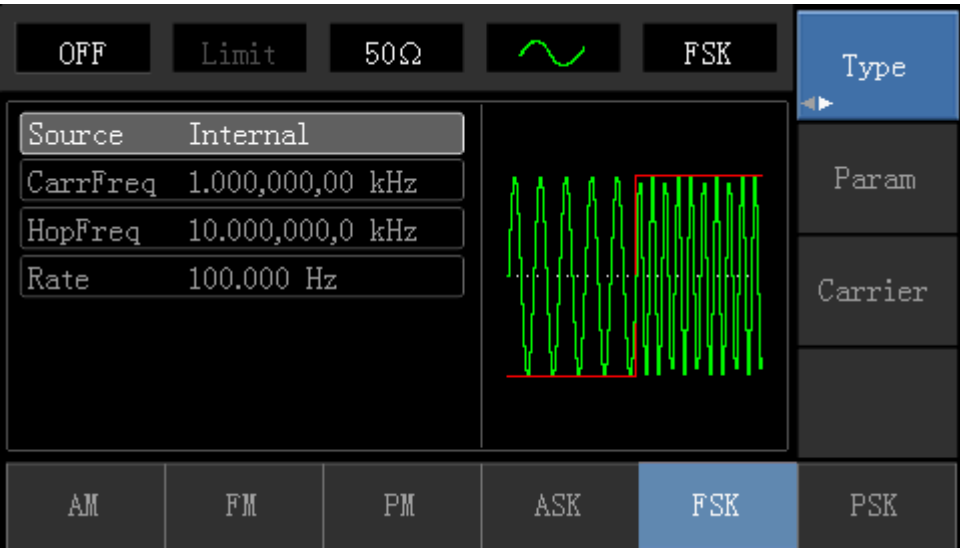 OFF Limit 50Ω FSK
Type
Source Internal
CarrFreq 1.000,000,00 kHz
HopFreq 10.000,000,0 kHz
Rate 100.000 Hz
Param
Carrier
AM FM PM ASK FSK PSK